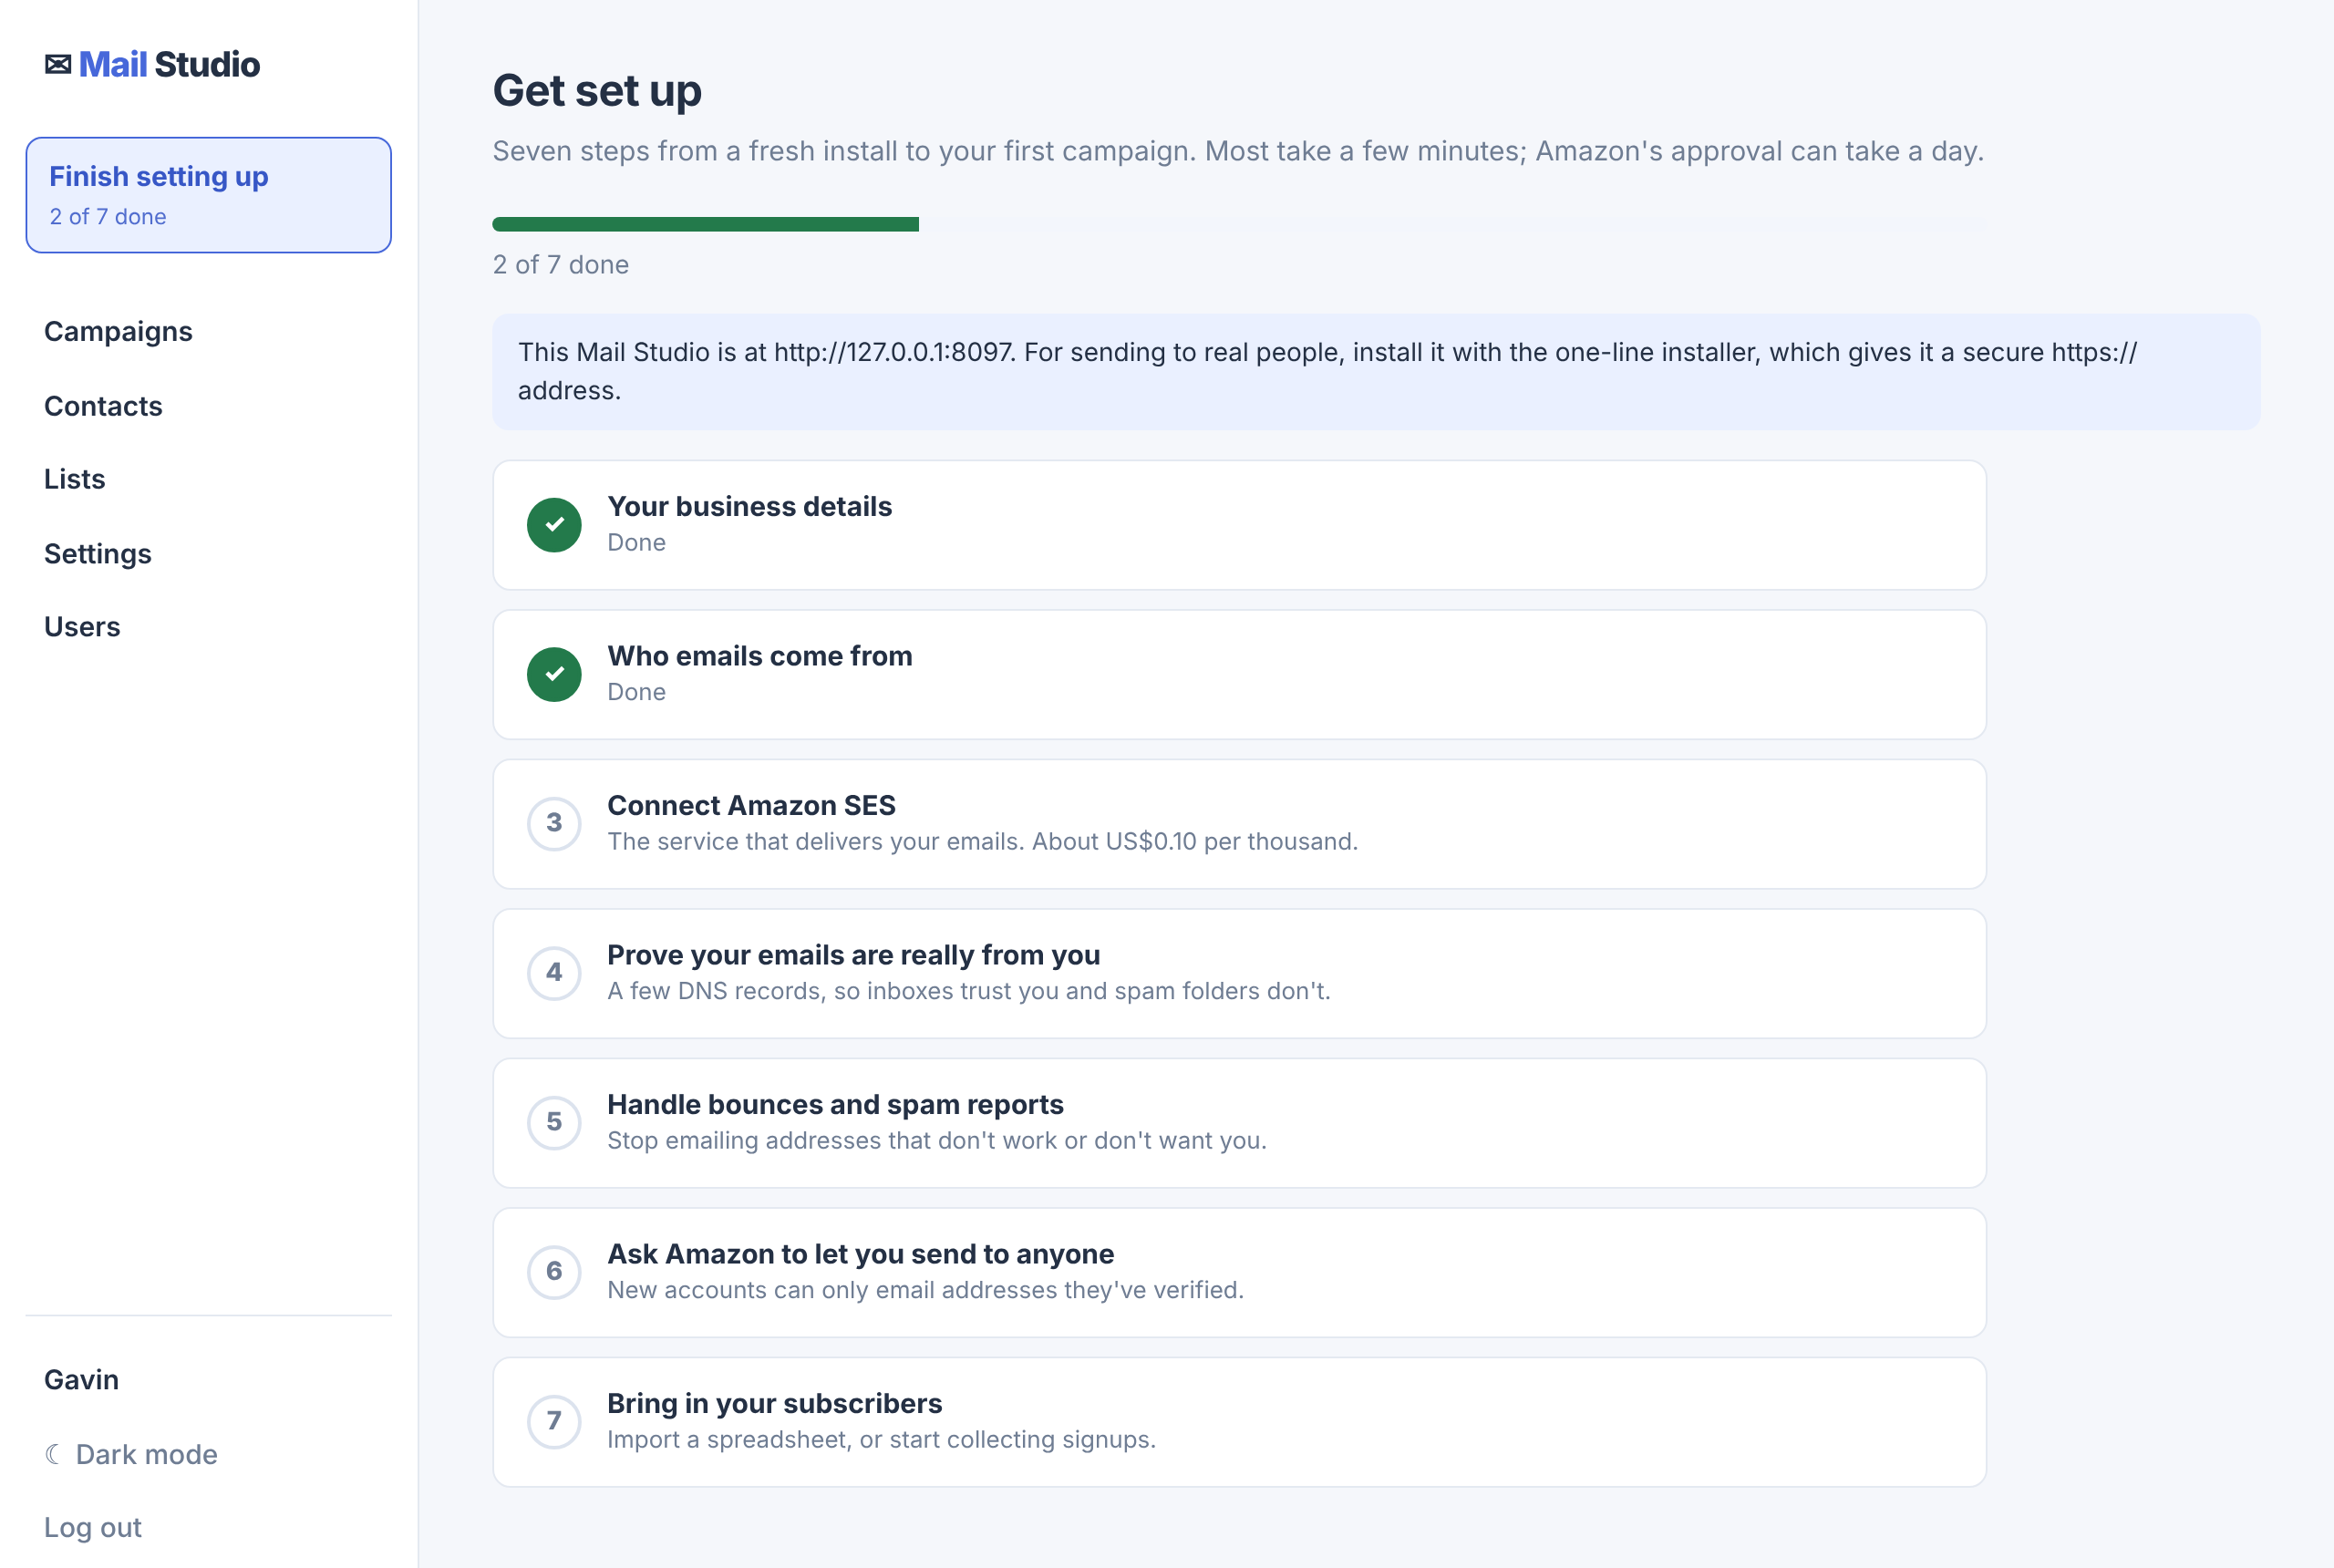 ✉ Mail Studio
Finish setting up
2 of 7 done
Campaigns
Contacts
Lists
Settings
Users
Gavin
☾ Dark mode
Log out
Get set up
Seven steps from a fresh install to your first campaign. Most take a few minutes; Amazon's approval can take a day.
2 of 7 done
This Mail Studio is at http://127.0.0.1:8097. For sending to real people, install it with the one-line installer, which gives it a secure https://
address.
Your business details
Done
Who emails come from
Done
3
Connect Amazon SES
The service that delivers your emails. About US$0.10 per thousand.
4
Prove your emails are really from you
A few DNS records, so inboxes trust you and spam folders don't.
5
Handle bounces and spam reports
Stop emailing addresses that don't work or don't want you.
6
Ask Amazon to let you send to anyone
New accounts can only email addresses they've verified.
7
Bring in your subscribers
Import a spreadsheet, or start collecting signups.